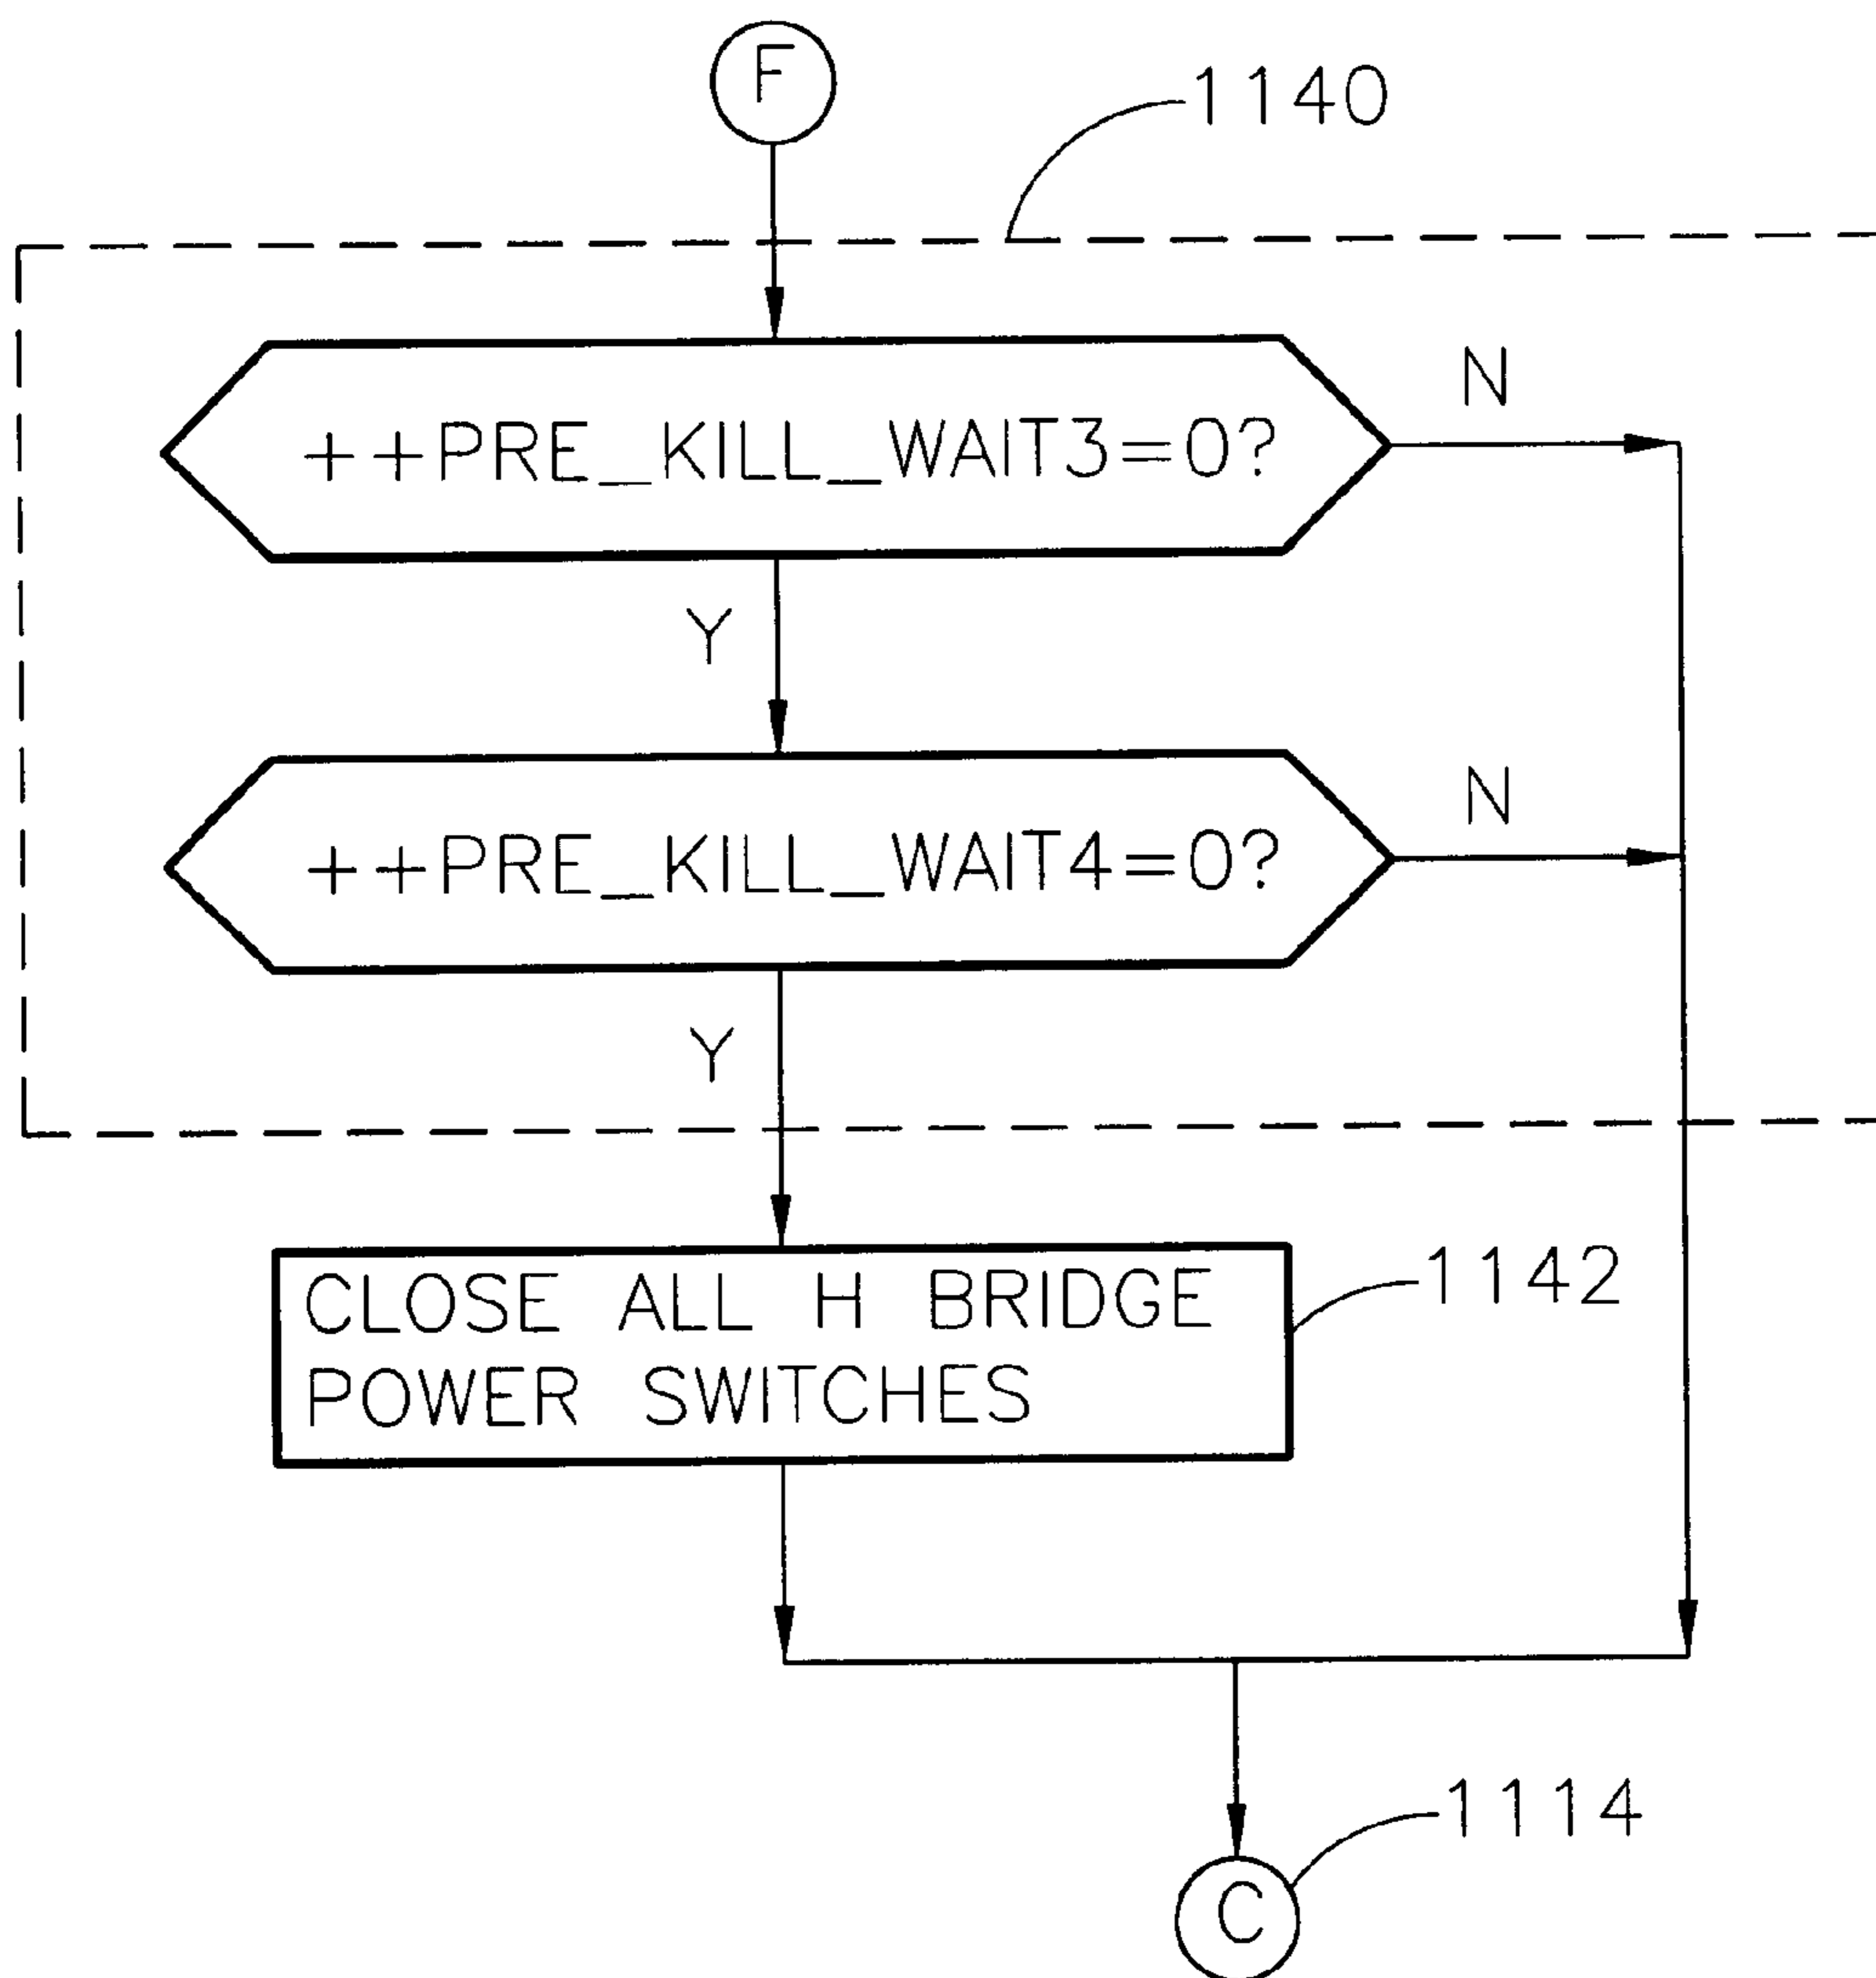 F
1140
++PRE_KILL_WAIT3=0?
N
Y
++PRE_KILL_WAIT4=0?
N
Y
CLOSE ALL H BRIDGE
POWER SWITCHES
1142
1114
C